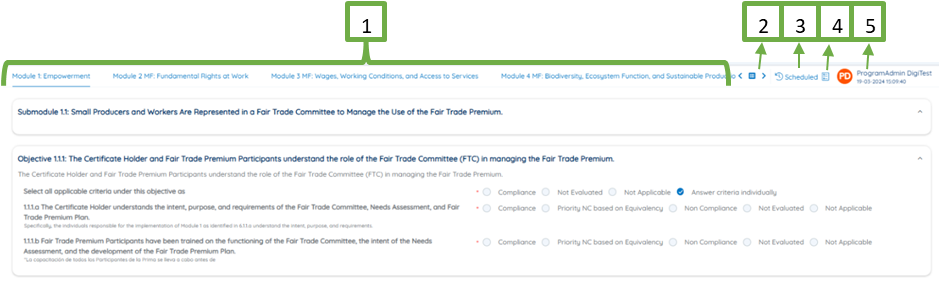 1
2
3
4
5
Module 1: Empowerment
Module 2 MF: Fundamental Rights at Work
Module 3 MF: Wages, Working Conditions, and Access to Services
Module 4 MF: Biodiversity, Ecosystem Function, and Sustainable Productio
Scheduled
PD
ProgramAdmin DigiTest
19-03-2024 15:09:40
Submodule 1.1: Small Producers and Workers Are Represented in a Fair Trade Committee to Manage the Use of the Fair Trade Premium.
Objective 1.1.1: The Certificate Holder and Fair Trade Premium Participants understand the role of the Fair Trade Committee (FTC) in managing the Fair Trade Premium.
The Certificate Holder and Fair Trade Premium Participants understand the role of the Fair Trade Committee (FTC) in managing the Fair Trade Premium.
Select all applicable criteria under this objective as
* Compliance Not Evaluated Not Applicable Answer criteria individually
1.1.1.a The Certificate Holder understands the intent, purpose, and requirements of the Fair Trade Committee, Needs Assessment, and Fair
Trade Premium Plan.
* Compliance Priority NC based on Equivalency Non Compliance Not Evaluated Not Applicable
Specifically, the individuals responsible for the implementation of Module 1 as identified in 6.1.1.a understand the intent, purpose, and requirements.
1.1.1.b Fair Trade Premium Participants have been trained on the functioning of the Fair Trade Committee, the intent of the Needs
Assessment, and the development of the Fair Trade Premium Plan.
* Compliance Priority NC based on Equivalency Non Compliance Not Evaluated Not Applicable
"La capacitación de todos los Participantes de la Prima se lleva a cabo antes de